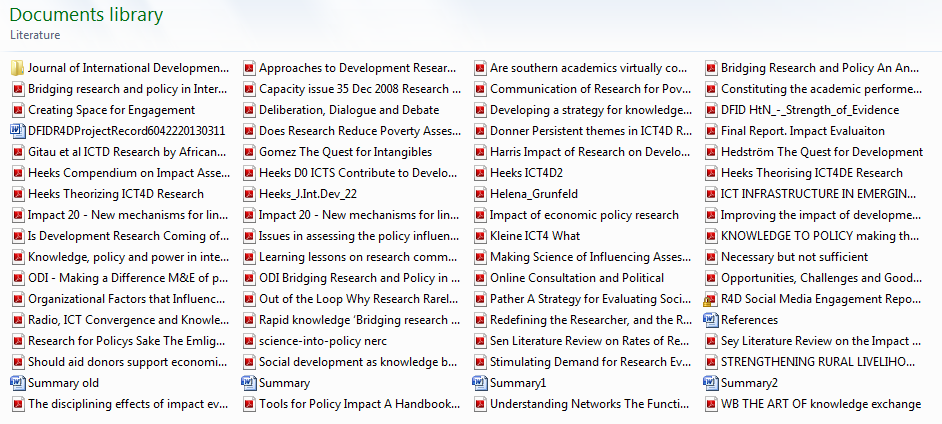 Documents library
Literature
Journal of International Developmen... Approaches to Development Resear... Are southern academics virtually co... Bridging Research and Policy An An...
Bridging research and policy in Inter... Capacity issue 35 Dec 2008 Research ... Communication of Research for Pov... Constituting the academic performe...
Creating Space for Engagement Deliberation, Dialogue and Debate Developing a strategy for knowledge... DFID HtN_-_Strength_of_Evidence
DFIDR4DProjectRecord6042220130311 Does Research Reduce Poverty Asses... Donner Persistent themes in ICT4D R... Final Report. Impact Evaluaiton
Gitau et al ICTD Research by African... Gomez The Quest for Intangibles Harris Impact of Research on Develo... Hedström The Quest for Development
Heeks Compendium on Impact Asse... Heeks D0 ICTS Contribute to Develo... Heeks ICT4D2 Heeks Theorising ICT4DE Research
Heeks Theorizing ICT4D Research Heeks_J.Int.Dev_22 Helena_Grunfeld ICT INFRASTRUCTURE IN EMERGIN...
Impact 20 - New mechanisms for lin... Impact 20 - New mechanisms for lin... Impact of economic policy research Improving the impact of developme...
Is Development Research Coming of... Issues in assessing the policy influen... Kleine ICT4 What KNOWLEDGE TO POLICY making th...
Knowledge, policy and power in inte... Learning lessons on research comm... Making Science of Influencing Asses... Necessary but not sufficient
ODI - Making a Difference M&E of p... ODI Bridging Research and Policy in ... Online Consultation and Political Opportunities, Challenges and Good...
Organizational Factors that Influenc... Out of the Loop Why Research Rarel... Pather A Strategy for Evaluating Soci... R4D Social Media Engagement Repo...
Radio, ICT Convergence and Knowle... Rapid knowledge 'Bridging research ... Redefining the Researcher, and the R... References
Research for Policys Sake The Emlig... science-into-policy nerc Sen Literature Review on Rates of Re... Sey Literature Review on the Impact ...
Should aid donors support economi... Social development as knowledge b... Stimulating Demand for Research Ev... STRENGTHENING RURAL LIVELIHO...
Summary old Summary Summary1 Summary2
The disciplining effects of impact ev... Tools for Policy Impact A Handbook... Understanding Networks The Functi... WB THE ART OF knowledge exchange